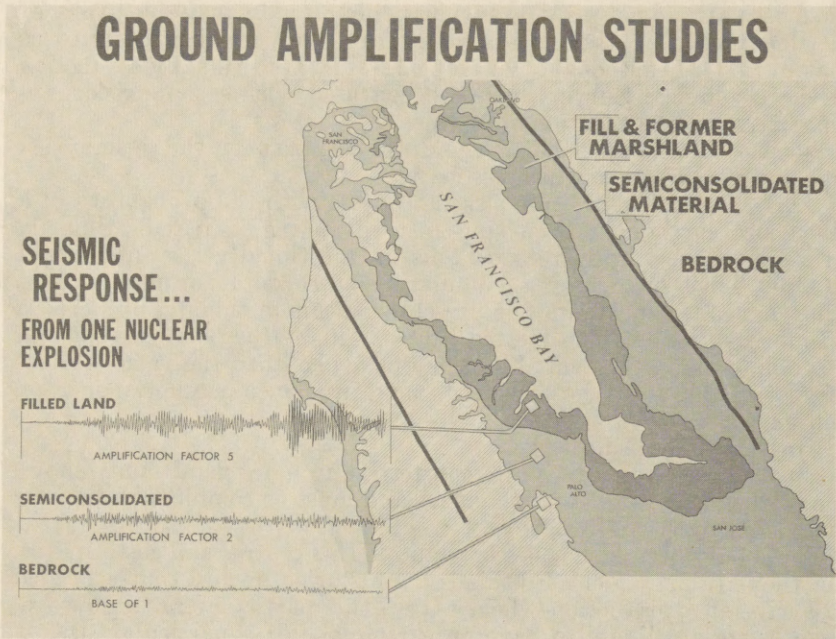 GROUND AMPLIFICATION STUDIES
OAKLAND
SAN
FRANCISCO
FILL & FORMER
MARSHLAND
SEMICONSOLIDATED
MATERIAL
SAN FRANCISCO BAY
BEDROCK
SEISMIC
RESPONSE...
FROM ONE NUCLEAR
EXPLOSION
FILLED LAND
AMPLIFICATION FACTOR 5
SEMICONSOLIDATED
AMPLIFICATION FACTOR 2
PALO
ALTO
SAN JOSE
BEDROCK
BASE OF 1